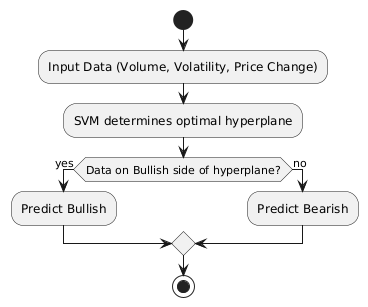 Input Data (Volume, Volatility, Price Change)
SVM determines optimal hyperplane
yes
Data on Bullish side of hyperplane?
no
Predict Bullish
Predict Bearish